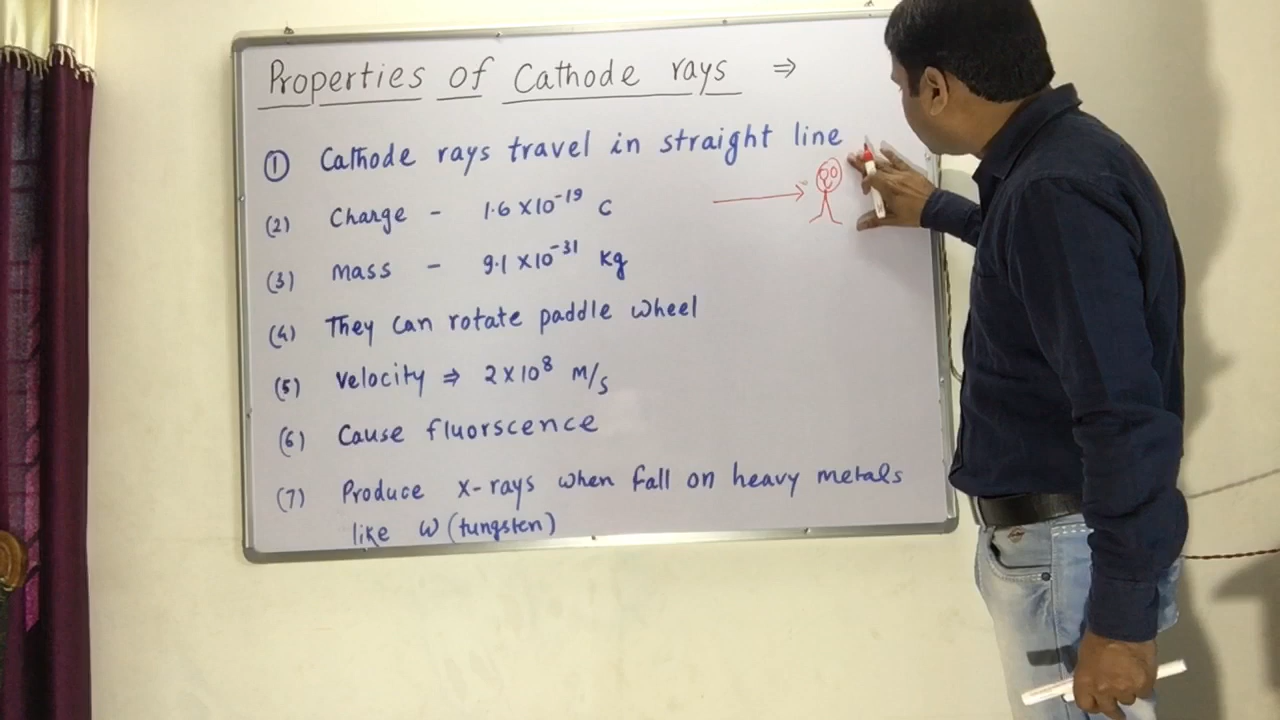 Properties of Cathode rays ⇒
① Cathode rays travel in straight line
(2) Charge - 1.6 × 10⁻¹⁹ C
(3) Mass - 9.1 × 10⁻³¹ Kg
(4) They can rotate paddle wheel
(5) Velocity ⇒ 2 × 10⁸ M/s
(6) Cause fluorscence
(7) Produce X-rays when fall on heavy metals
like W (tungsten)